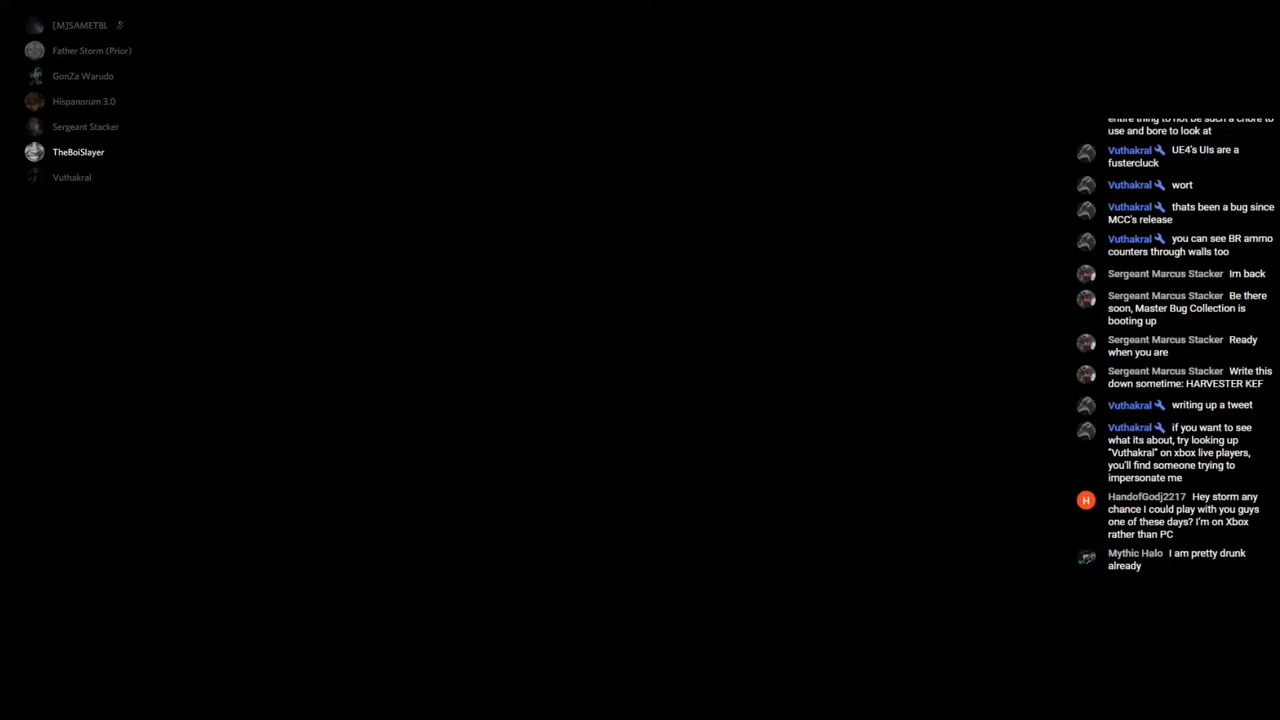 [M]SAMETBL
Father Storm (Prior)
GonZa Warudo
Hispanorum 3.0
Sergeant Stacker
TheBoiSlayer
Vuthakral
entire thing to not be such a chore to
use and bore to look at
Vuthakral UE4's UIs are a
fustercluck
Vuthakral wort
Vuthakral thats been a bug since
MCC's release
Vuthakral you can see BR ammo
counters through walls too
Sergeant Marcus Stacker Im back
Sergeant Marcus Stacker Be there
soon, Master Bug Collection is
booting up
Sergeant Marcus Stacker Ready
when you are
Sergeant Marcus Stacker Write this
down sometime: HARVESTER KEF
Vuthakral writing up a tweet
Vuthakral if you want to see
what its about, try looking up
"Vuthakral" on xbox live players,
you'll find someone trying to
impersonate me
H
HandofGodj2217 Hey storm any
chance I could play with you guys
one of these days? I'm on Xbox
rather than PC
Mythic Halo I am pretty drunk
already